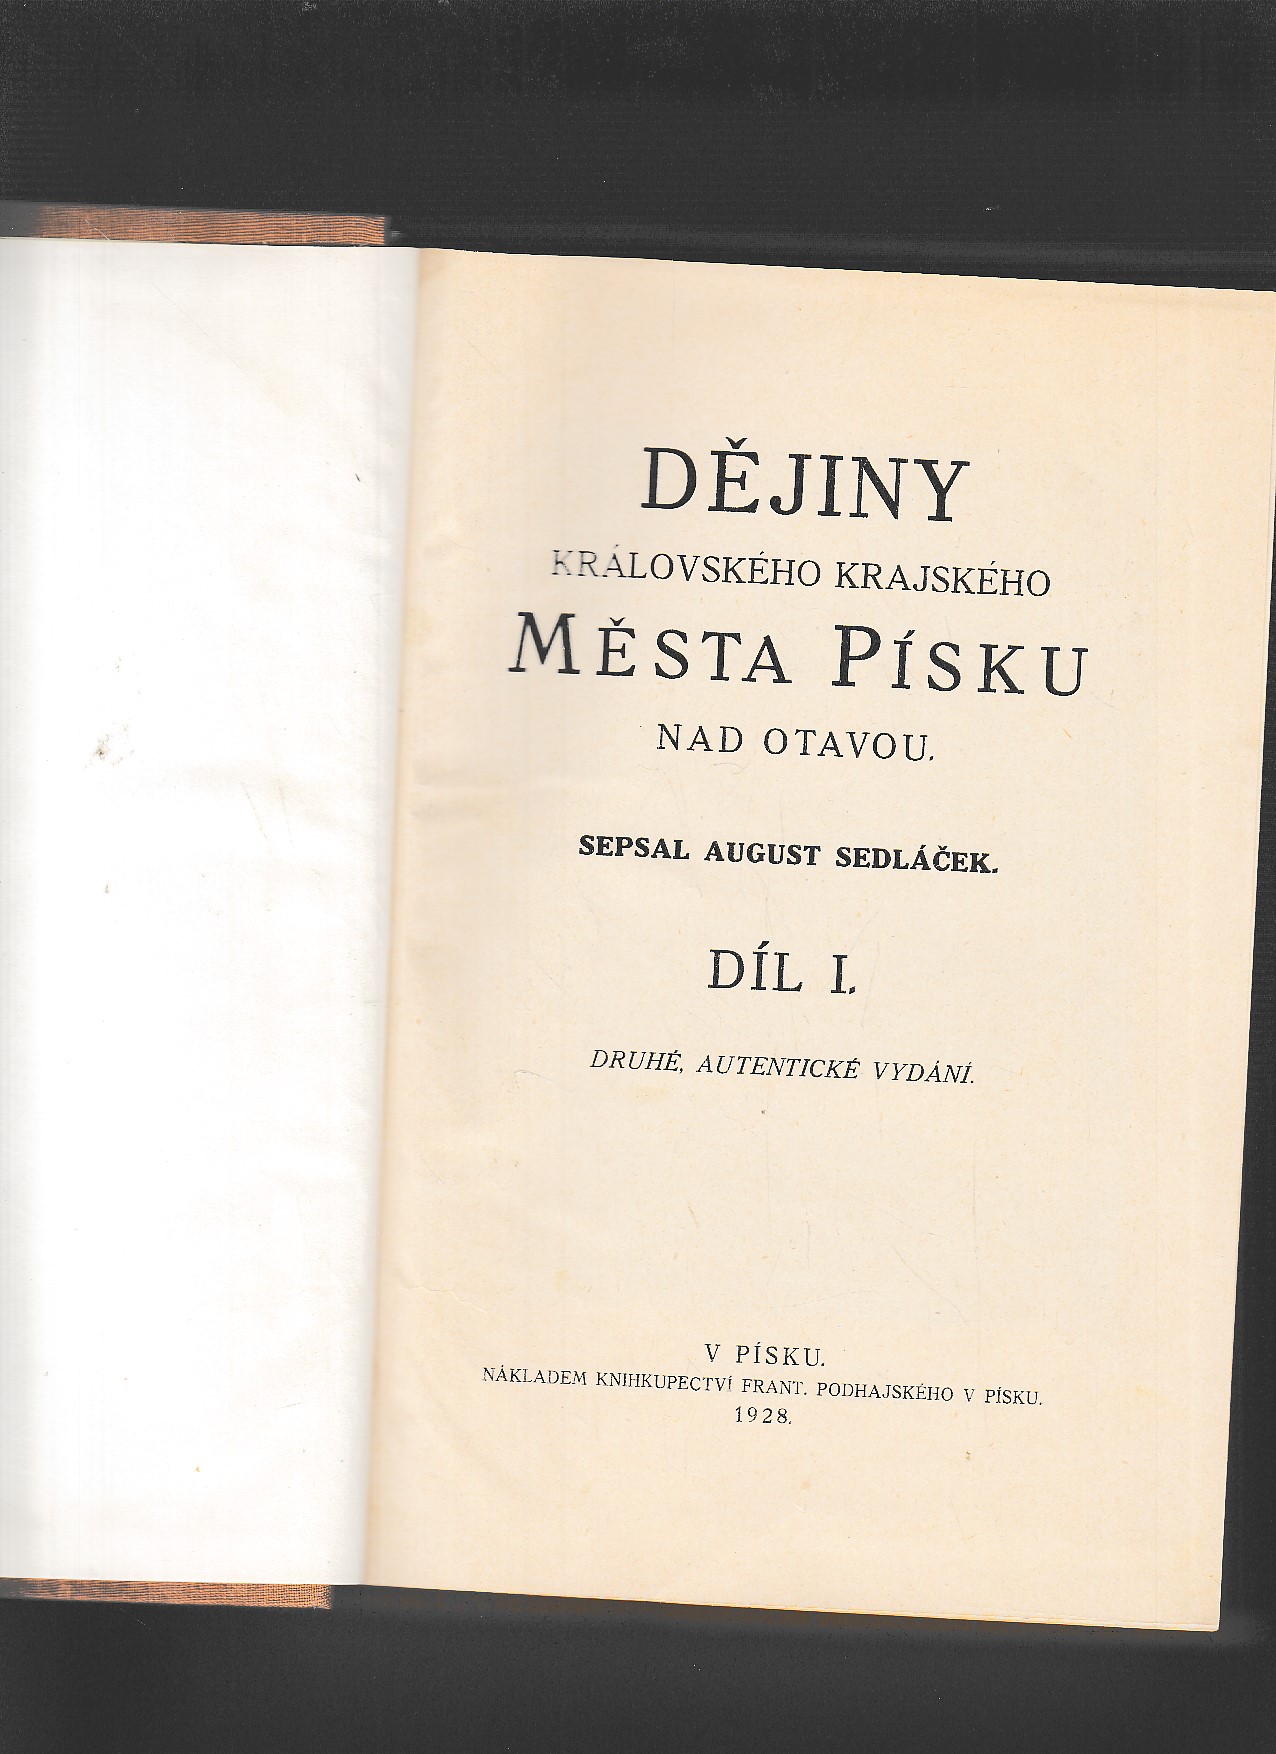 DĚJINY
KRÁLOVSKÉHO KRAJSKÉHO
MĚSTA PÍSKU
NAD OTAVOU.
SEPSAL AUGUST SEDLÁČEK.
DÍL I.
DRUHÉ, AUTENTICKÉ VYDÁNÍ.
V PÍSKU.
NÁKLADEM KNIHKUPECTVÍ FRANT. PODHAJSKÉHO V PÍSKU.
1928.